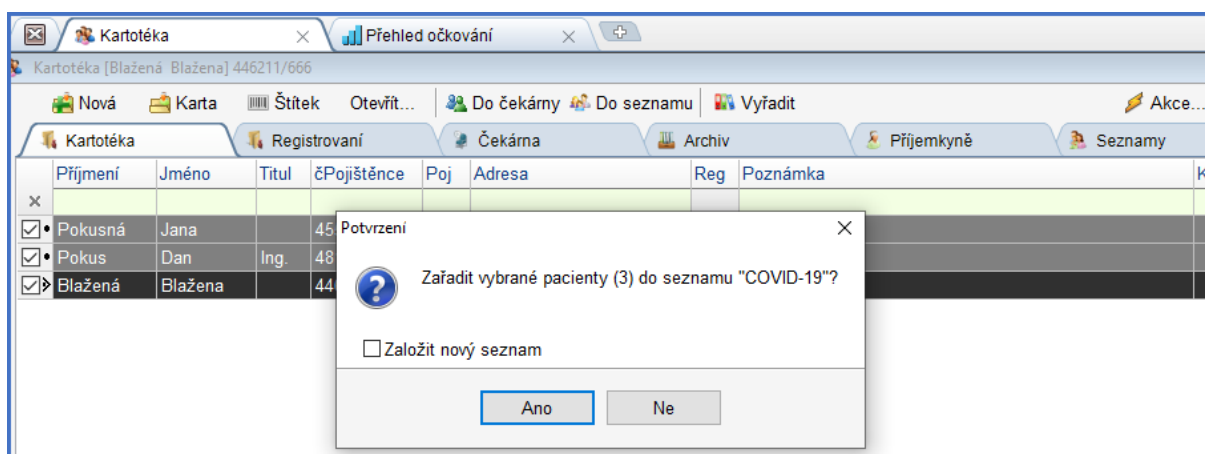 Kartotéka Přehled očkování
Kartotéka [Blažená Blažena] 446211/666
Nová Karta Štítek Otevřít... Do čekárny Do seznamu Vyřadit Akce...
Kartotéka Registrovaní Čekárna Archiv Příjemkyně Seznamy
Příjmení Jméno Titul čPojištěnce Poj Adresa Reg Poznámka K
Pokusná Jana 45
Pokus Dan Ing. 48
Blažená Blažena 44
Potvrzení
Zařadit vybrané pacienty (3) do seznamu "COVID-19"?
Založit nový seznam
Ano Ne